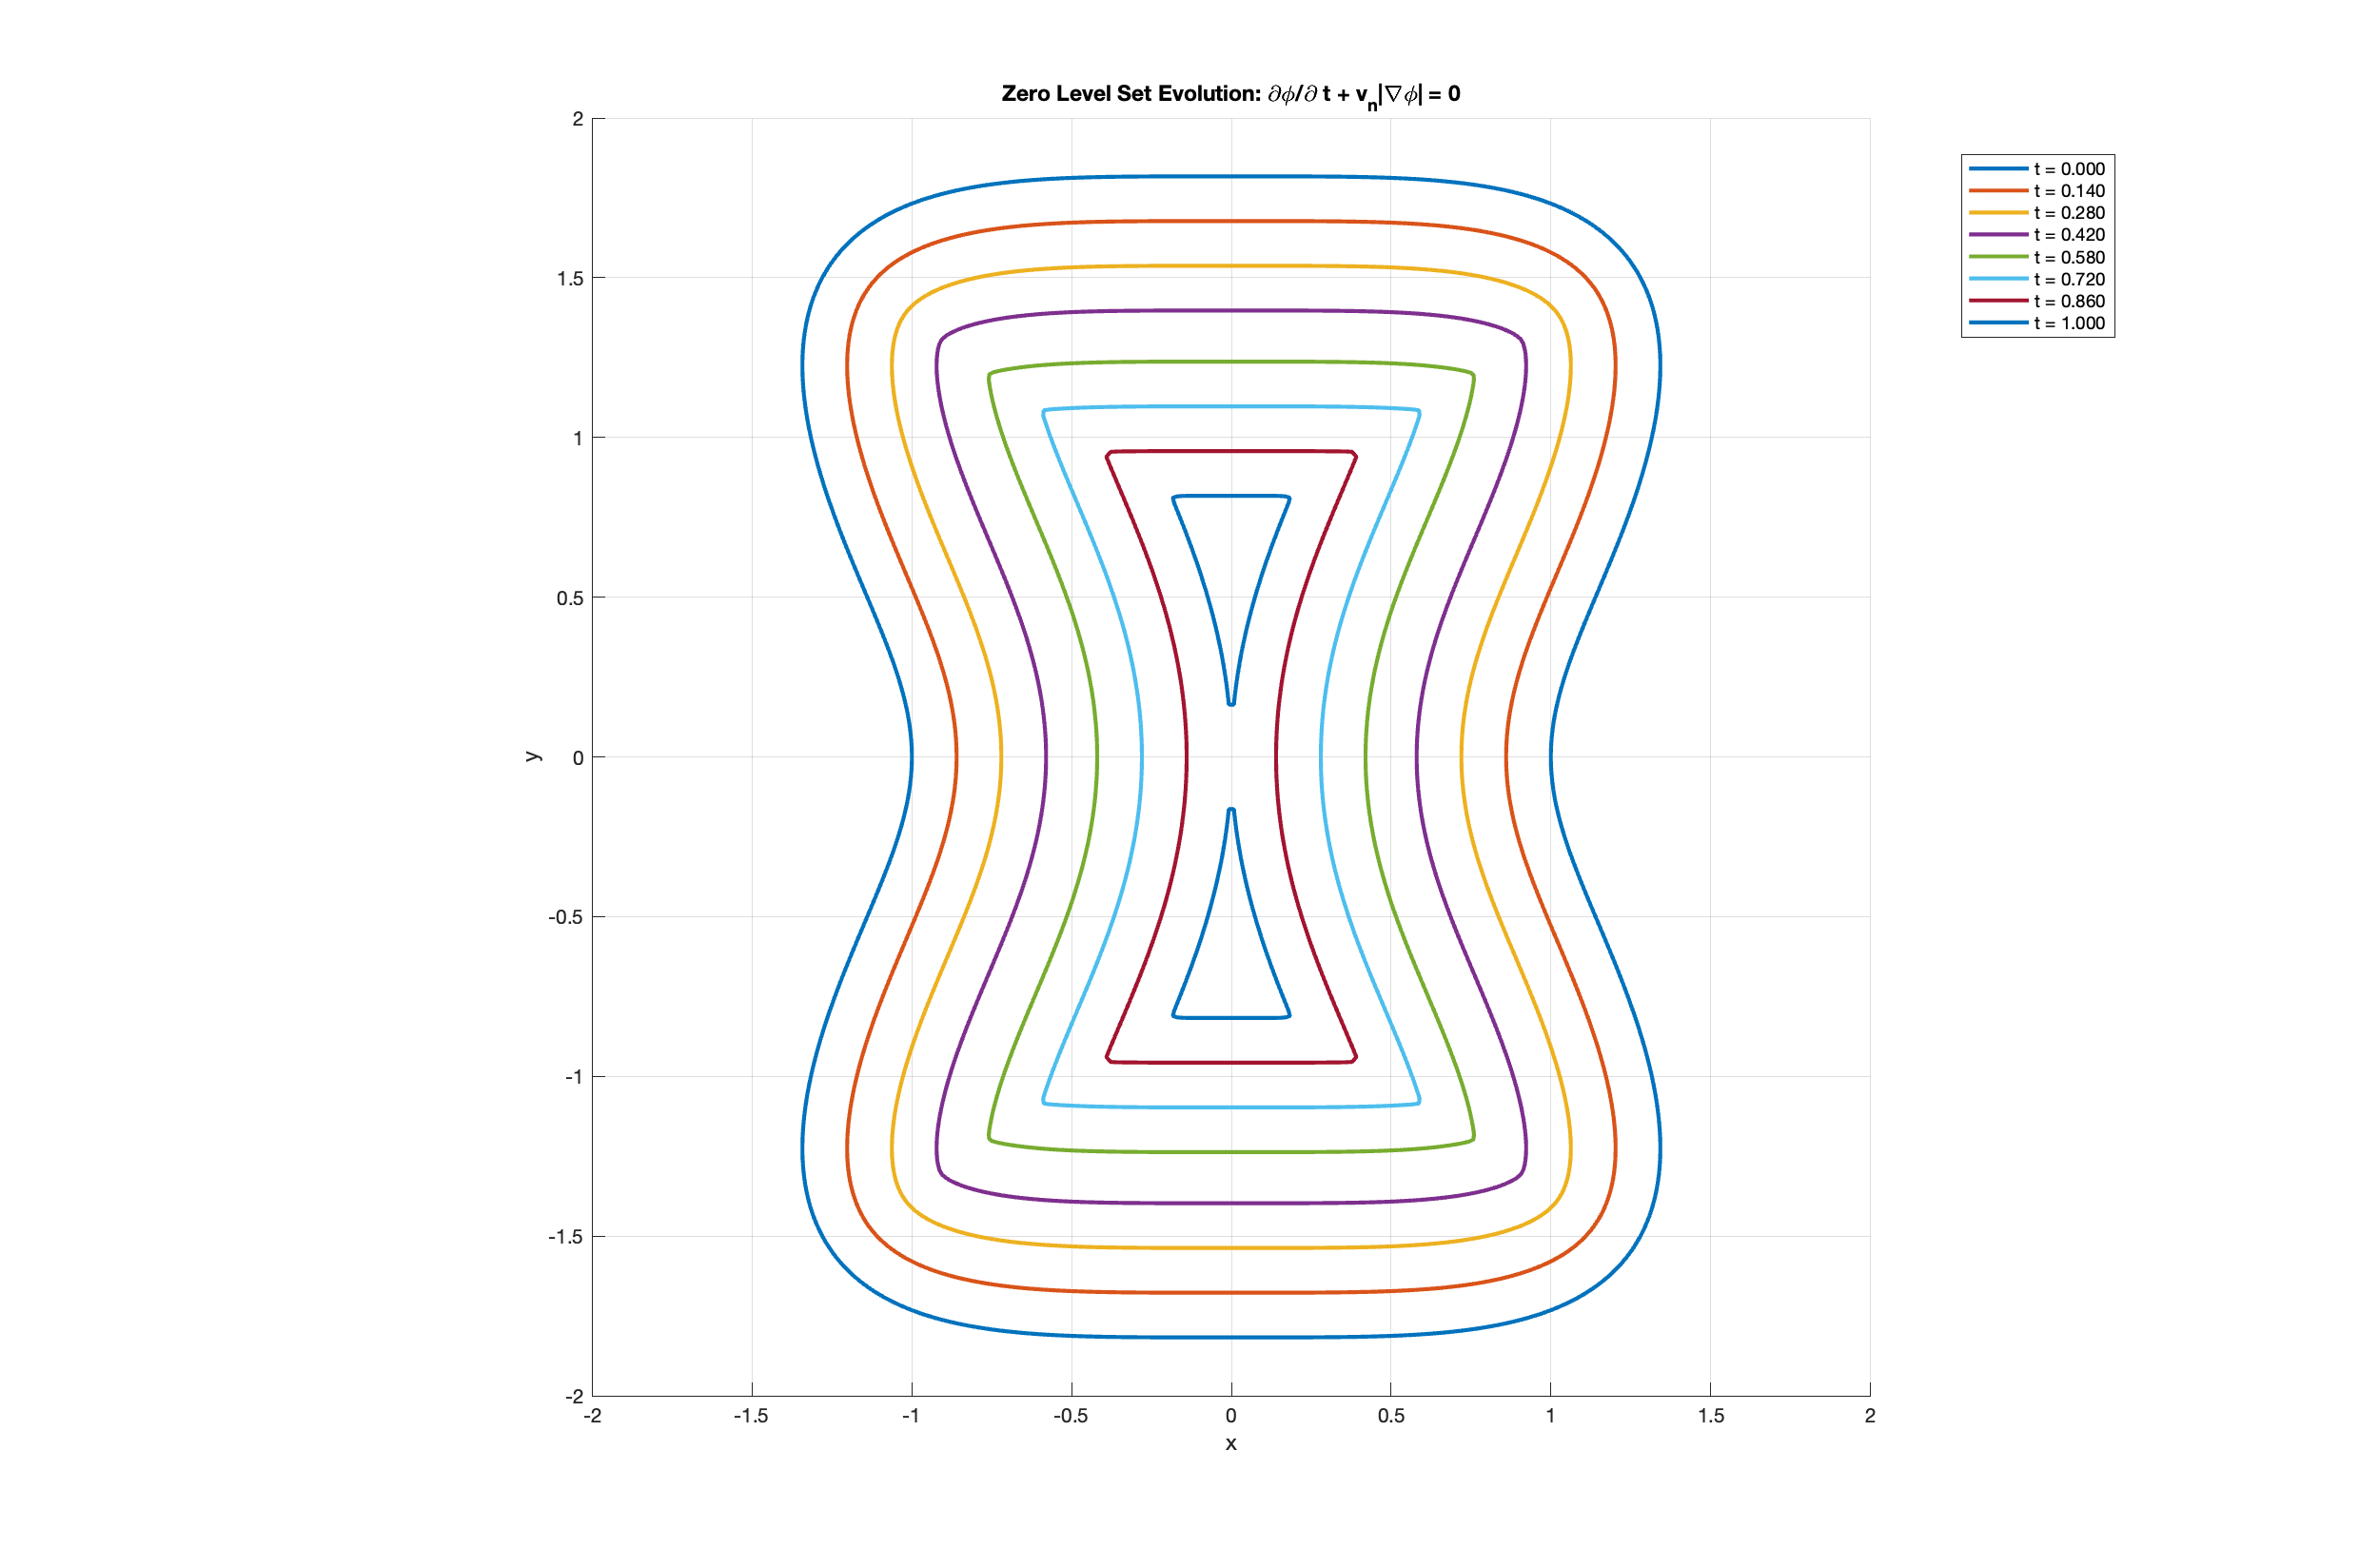 Zero Level Set Evolution: ∂ϕ/∂ t + vn|∇ϕ| = 0
t = 0.000
t = 0.140
t = 0.280
t = 0.420
t = 0.580
t = 0.720
t = 0.860
t = 1.000
2
1.5
1
0.5
0
-0.5
-1
-1.5
-2
y
-2
-1.5
-1
-0.5
0
0.5
1
1.5
2
x